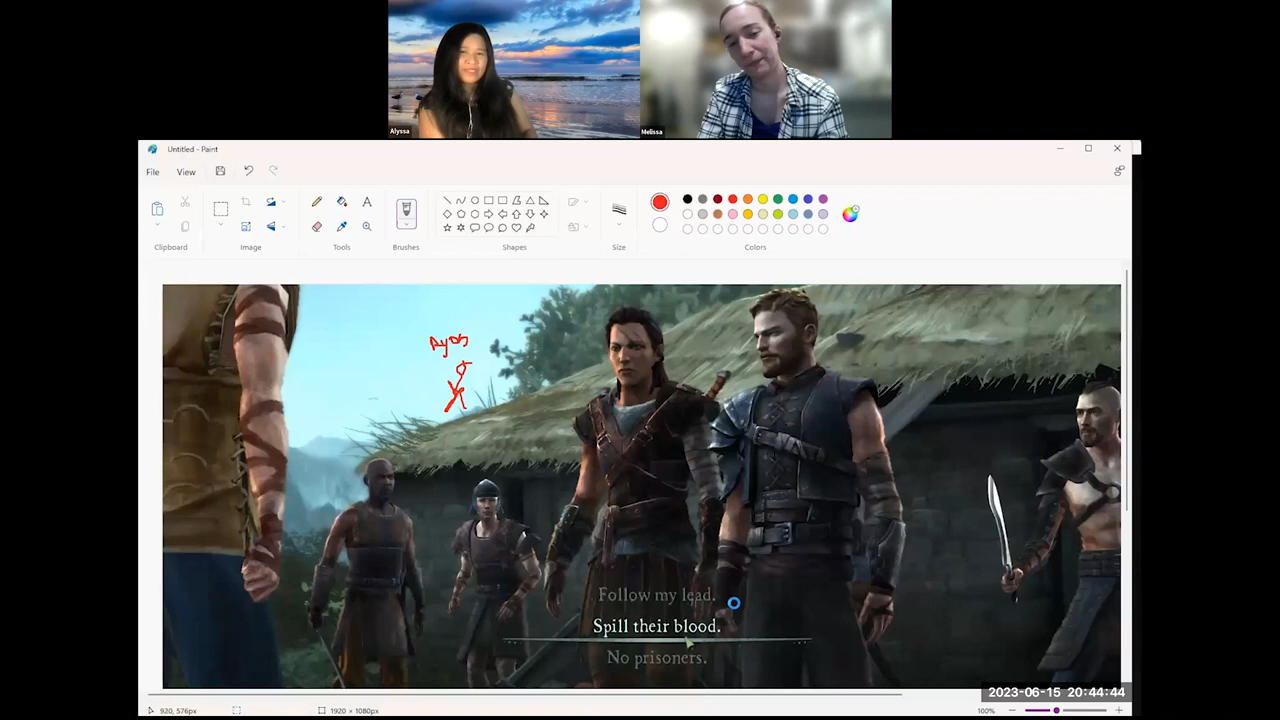 Alyssa
Melissa
Untitled - Paint
File View
Clipboard
Image
Tools
Brushes
Shapes
Size
Colors
Follow my lead.
Spill their blood.
No prisoners.
2023-06-15 20:44:44
920, 576px
1920 × 1080px
100%